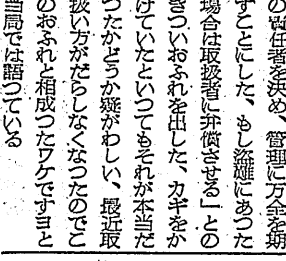 の責任者を決め、管理に万全を期
すことにした、もし盗難にあつた
場合は取扱者に弁償させる」との
きついおふれを出した、カギをか
けていたといつてもそれが本当だ
つたかどうか疑がわしい、最近取
扱い方がだらしなくなつたのでこ
のおふれと相成つたワケですヨと
当局では語つている